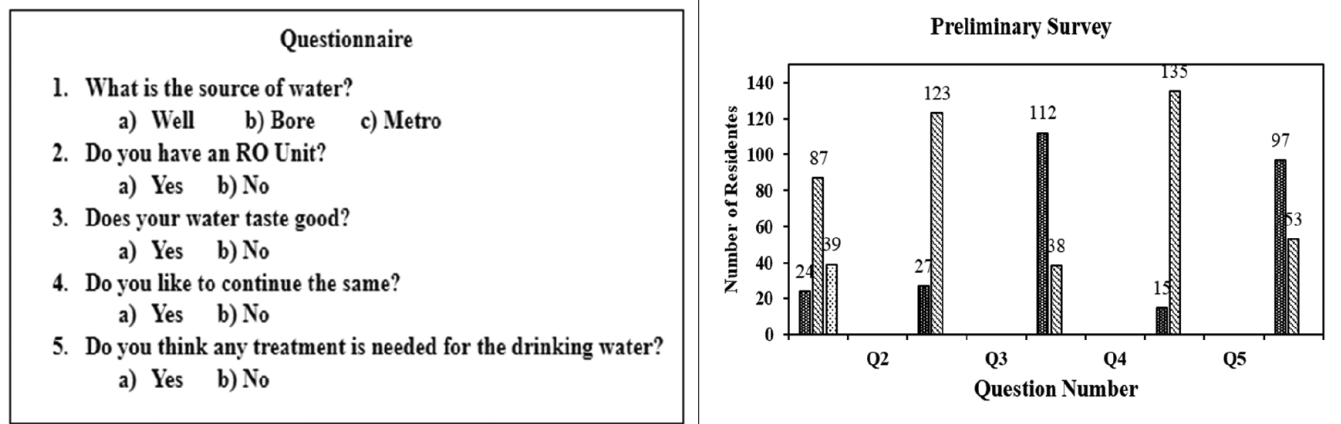 Questionnaire
1. What is the source of water?
a) Well b) Bore c) Metro
2. Do you have an RO Unit?
a) Yes b) No
3. Does your water taste good?
a) Yes b) No
4. Do you like to continue the same?
a) Yes b) No
5. Do you think any treatment is needed for the drinking water?
a) Yes b) No
Preliminary Survey
Number of Residentes
140
120
100
80
60
40
20
0
24
87
39
27
123
112
38
15
135
97
53
Q2 Q3 Q4 Q5
Question Number